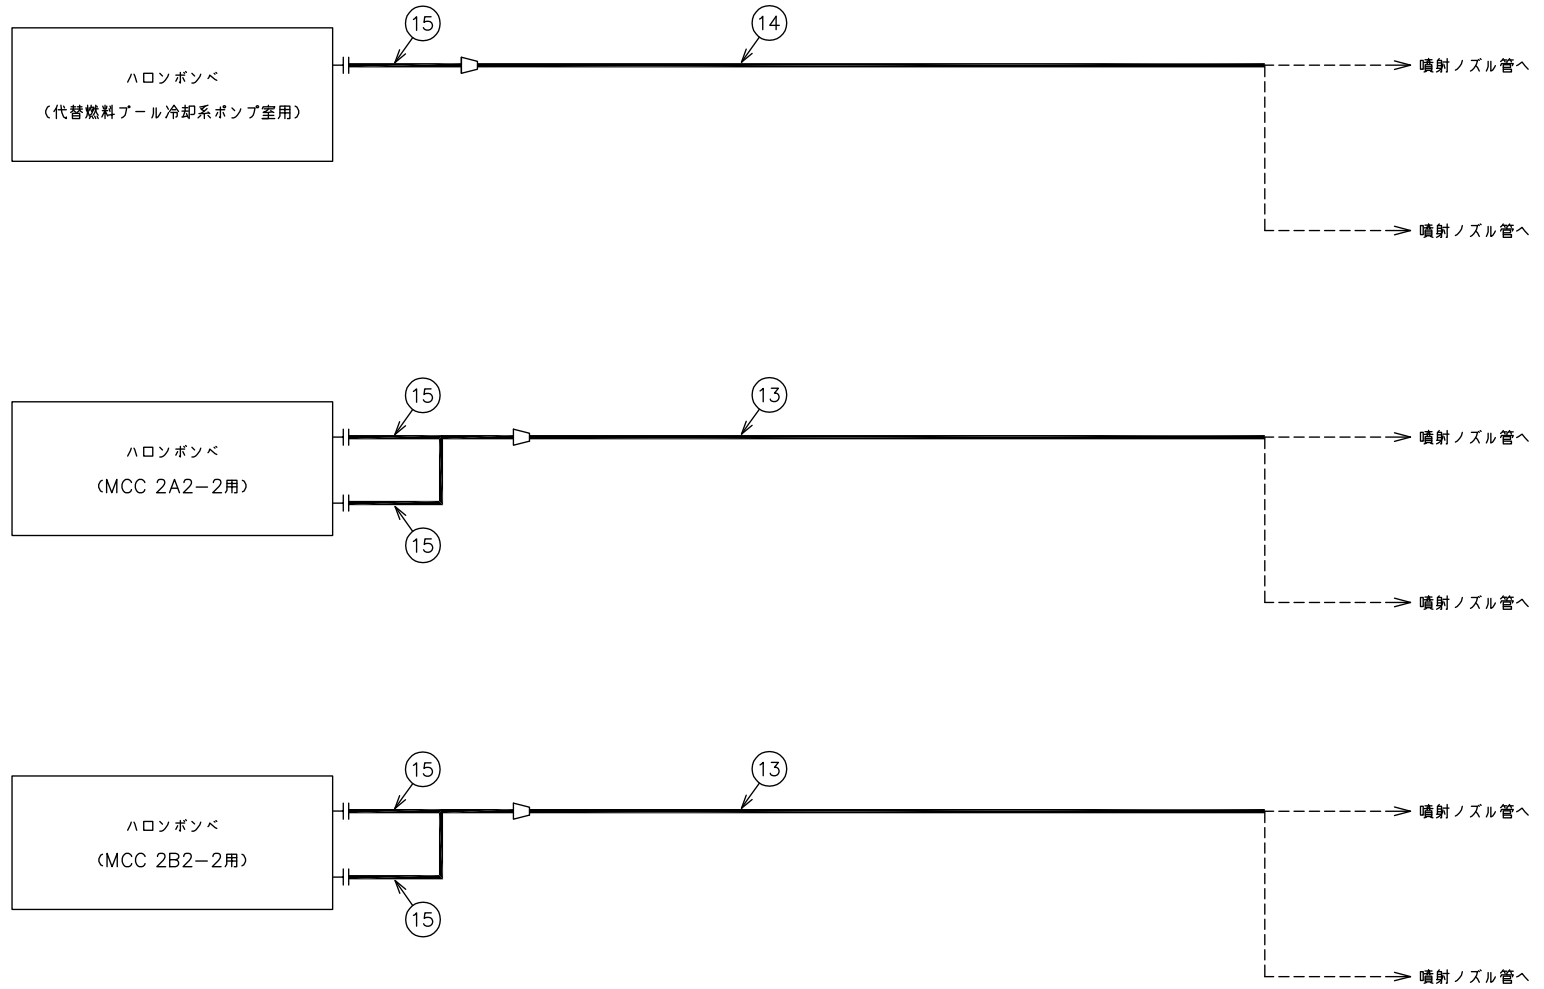 15
14
ハロンボンベ
(代替燃料プール冷却系ポンプ室用)
噴射ノズル管へ
噴射ノズル管へ
15
13
ハロンボンベ
(MCC 2A2-2用)
噴射ノズル管へ
15
噴射ノズル管へ
15
13
ハロンボンベ
(MCC 2B2-2用)
噴射ノズル管へ
15
噴射ノズル管へ